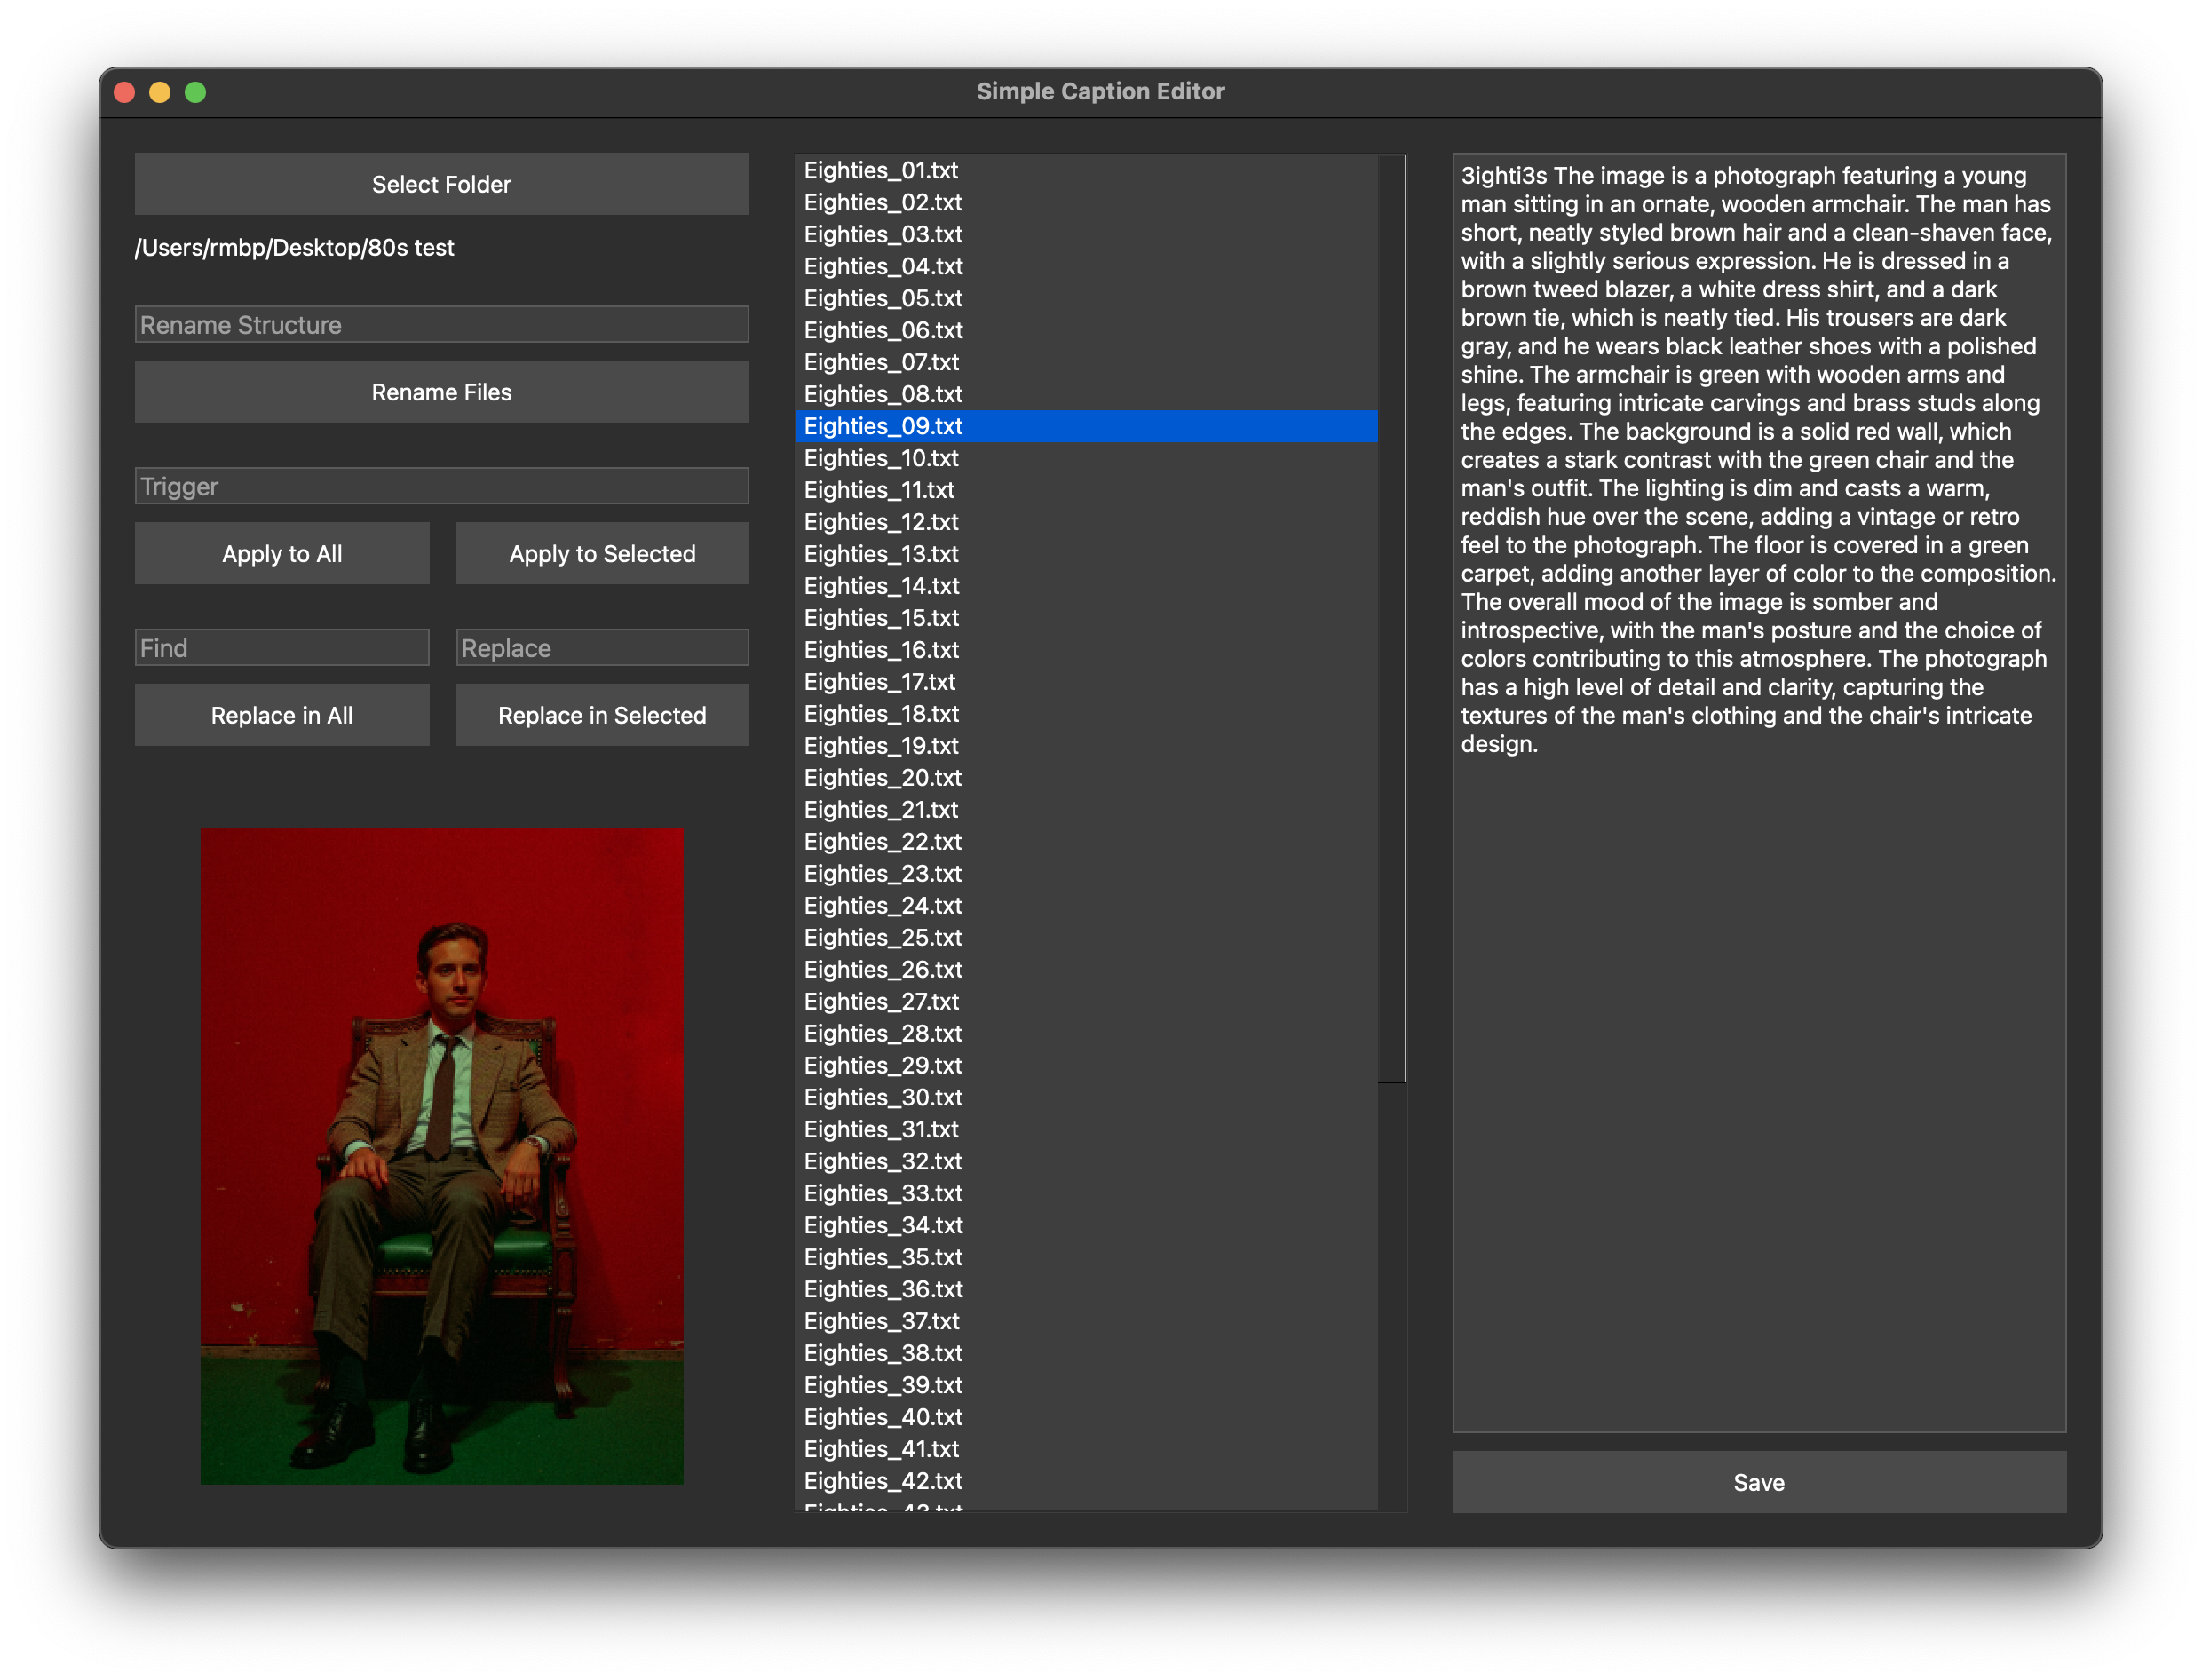 Simple Caption Editor
Select Folder
/Users/rmbp/Desktop/80s test
Rename Structure
Rename Files
Trigger
Apply to All
Apply to Selected
Find
Replace
Replace in All
Replace in Selected
Eighties_01.txt
Eighties_02.txt
Eighties_03.txt
Eighties_04.txt
Eighties_05.txt
Eighties_06.txt
Eighties_07.txt
Eighties_08.txt
Eighties_09.txt
Eighties_10.txt
Eighties_11.txt
Eighties_12.txt
Eighties_13.txt
Eighties_14.txt
Eighties_15.txt
Eighties_16.txt
Eighties_17.txt
Eighties_18.txt
Eighties_19.txt
Eighties_20.txt
Eighties_21.txt
Eighties_22.txt
Eighties_23.txt
Eighties_24.txt
Eighties_25.txt
Eighties_26.txt
Eighties_27.txt
Eighties_28.txt
Eighties_29.txt
Eighties_30.txt
Eighties_31.txt
Eighties_32.txt
Eighties_33.txt
Eighties_34.txt
Eighties_35.txt
Eighties_36.txt
Eighties_37.txt
Eighties_38.txt
Eighties_39.txt
Eighties_40.txt
Eighties_41.txt
Eighties_42.txt
Eighties_43.txt
3ighti3s The image is a photograph featuring a young
man sitting in an ornate, wooden armchair. The man has
short, neatly styled brown hair and a clean-shaven face,
with a slightly serious expression. He is dressed in a
brown tweed blazer, a white dress shirt, and a dark
brown tie, which is neatly tied. His trousers are dark
gray, and he wears black leather shoes with a polished
shine. The armchair is green with wooden arms and
legs, featuring intricate carvings and brass studs along
the edges. The background is a solid red wall, which
creates a stark contrast with the green chair and the
man's outfit. The lighting is dim and casts a warm,
reddish hue over the scene, adding a vintage or retro
feel to the photograph. The floor is covered in a green
carpet, adding another layer of color to the composition.
The overall mood of the image is somber and
introspective, with the man's posture and the choice of
colors contributing to this atmosphere. The photograph
has a high level of detail and clarity, capturing the
textures of the man's clothing and the chair's intricate
design.
Save